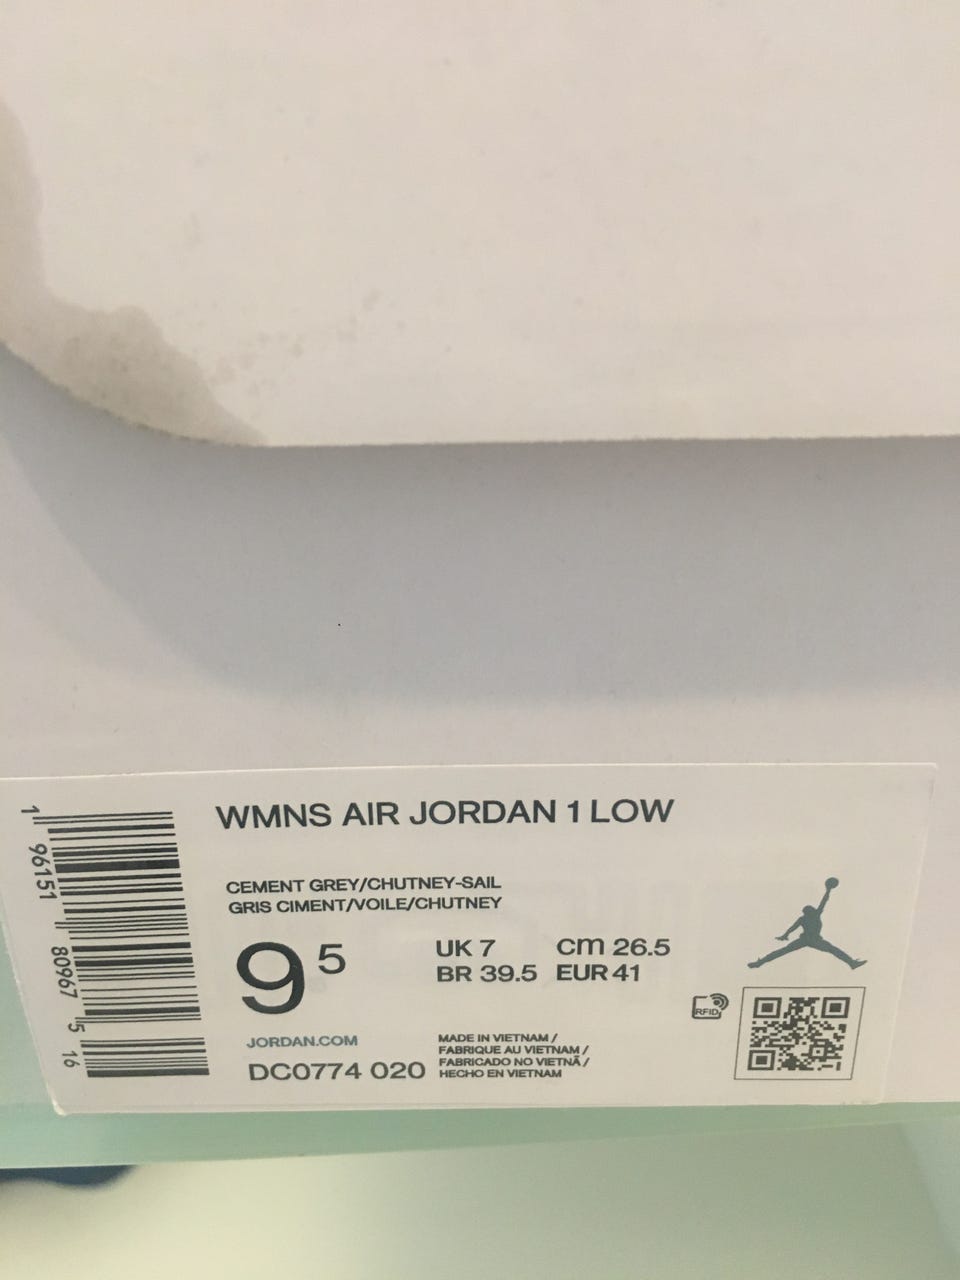 WMNS AIR JORDAN 1 LOW
CEMENT GREY/CHUTNEY-SAIL
GRIS CIMENT/VOILE/CHUTNEY
9 5
UK 7 cm 26.5
BR 39.5 EUR 41
RFID
JORDAN.COM
DC0774 020
MADE IN VIETNAM /
FABRIQUE AU VIETNAM /
FABRICADO NO VIETNÃ /
HECHO EN VIETNAM
1 96151 80967 5 16